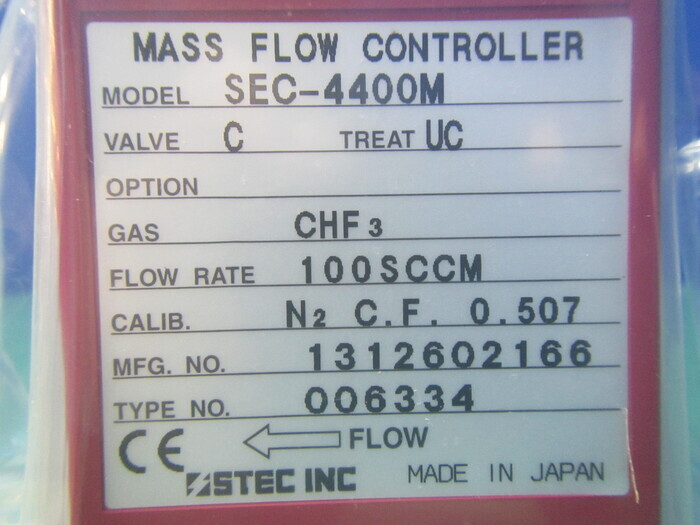 MASS FLOW CONTROLLER
MODEL SEC-4400M
VALVE C TREAT UC
OPTION
GAS CHF3
FLOW RATE 100SCCM
CALIB. N2 C.F. 0.507
MFG. NO. 1312602166
TYPE NO. 006334
CE FLOW
STEC INC MADE IN JAPAN